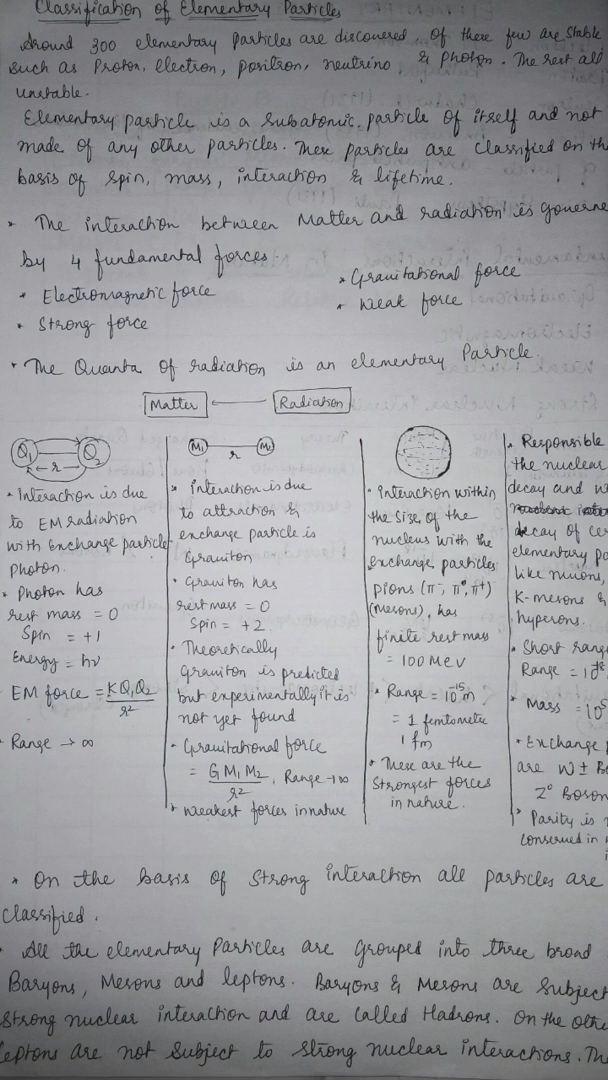 Classification of Elementary Particles
Around 300 elementary Particles are discovered, Of these few are Stable
such as Proton, electron, positron, neutrino & Photon. The rest all
unstable.
Elementary particle is a subatomic particle of itself and not
made of any other particles. These particles are classified on the
basis of spin, mass, interaction & lifetime.
* The interaction between Matter and radiation is governe
by 4 fundamental forces
* Electromagnetic force
* Gravitational force
* Strong force
* Weak force
* The Quanta of radiation is an elementary Particle.
Matter ← Radiation
Q1 r Q2
* Interaction is due
to EM radiation
with Exchange particle
Photon.
* Photon has
rest mass = 0
Spin = +1
Energy = hν
EM force = KQ1Q2/r²
* Range → ∞
M1 r M2
* interaction is due
to attraction &
exchange particle is
Graviton
* Graviton has
rest mass = 0
Spin = +2
* Theoretically
Graviton is predicted
but experimentally it is
not yet found
* Gravitational force
= G M1 M2/r², Range → ∞
* Weakest forces in nature
* Interaction within
the size of the
nucleus with the
exchange particles
pions (π⁻, π⁰, π⁺)
(mesons), has
finite rest mass
= 100 MeV
* Range = 10⁻¹⁵m
= 1 femtometre
1 fm
* These are the
Strongest forces
in nature.
* Responsible
the nuclear
decay and
decay of cer
elementary pa
like muons,
K-mesons &
hyperons.
* Short rang
Range = 10⁻¹⁸
* Mass = 10⁵
* Exchange
are W± Bo
Z⁰ Boson
* Parity is
conserved in
* On the basis of Strong interaction all particles are
classified.
* All the elementary Particles are grouped into three broad
Baryons, Mesons and leptons. Baryons & Mesons are Subject
Strong nuclear interaction and are called Hadrons. On the othe
leptons are not subject to strong nuclear interactions. The